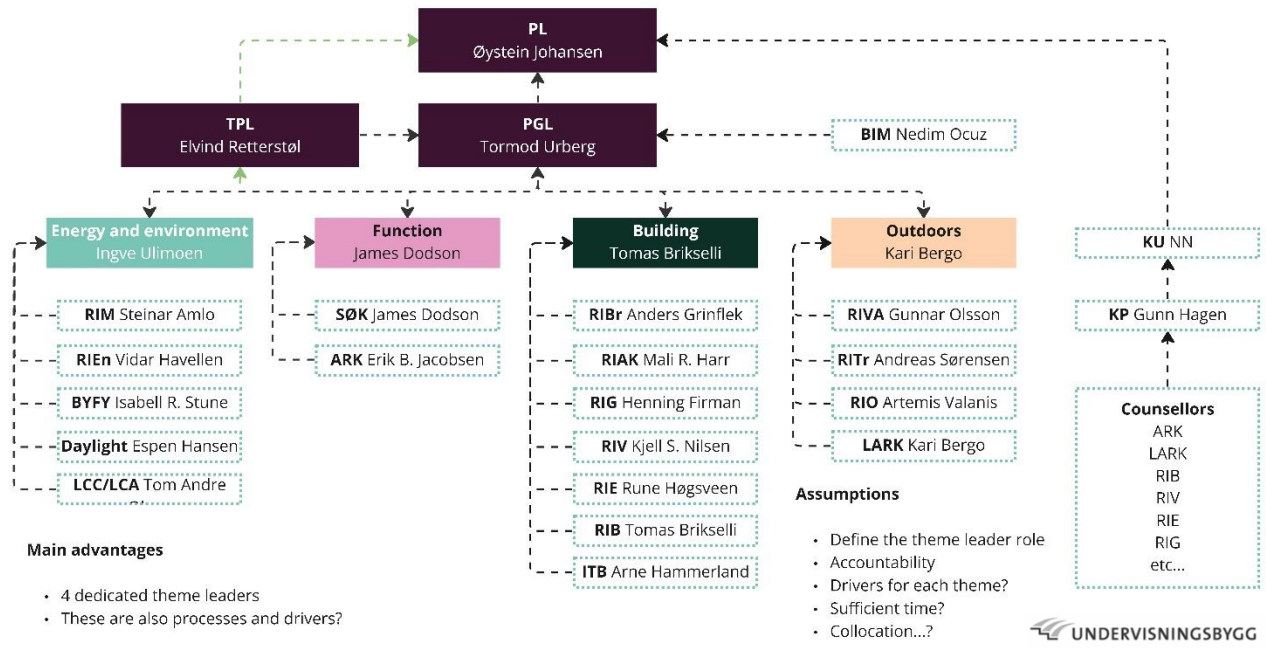 PL
Øystein Johansen
TPL
Elvind Retterstøl
PGL
Tormod Urberg
BIM Nedim Ocuz
Energy and environment
Ingve Ulimoen
RIM Steinar Amlo
RIEn Vidar Havellen
BYFY Isabell R. Stune
Daylight Espen Hansen
LCC/LCA Tom Andre
Function
James Dodson
SØK James Dodson
ARK Erik B. Jacobsen
Building
Tomas Brikselli
RIBr Anders Grinflek
RIAK Mali R. Harr
RIG Henning Firman
RIV Kjell S. Nilsen
RIE Rune Høgsveen
RIB Tomas Brikselli
ITB Arne Hammerland
Outdoors
Kari Bergo
RIVA Gunnar Olsson
RITr Andreas Sørensen
RIO Artemis Valanis
LARK Kari Bergo
KU NN
KP Gunn Hagen
Counsellors
ARK
LARK
RIB
RIV
RIE
RIG
etc...
Main advantages
• 4 dedicated theme leaders
• These are also processes and drivers?
Assumptions
• Define the theme leader role
• Accountability
• Drivers for each theme?
• Sufficient time?
• Collocation...?
UNDERVISNINGSBYGG